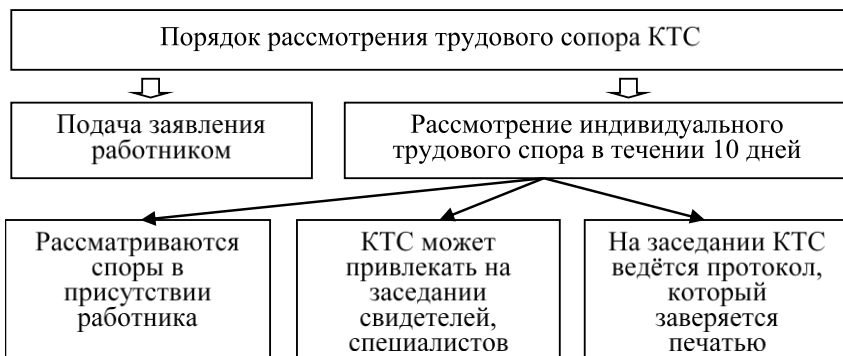 Порядок рассмотрения трудового сопора КТС
Подача заявления
работником
Рассмотрение индивидуального
трудового спора в течении 10 дней
Рассматриваются
споры в
присутствии
работника
КТС может
привлекать на
заседании
свидетелей,
специалистов
На заседании КТС
ведётся протокол,
который
заверяется
печатью